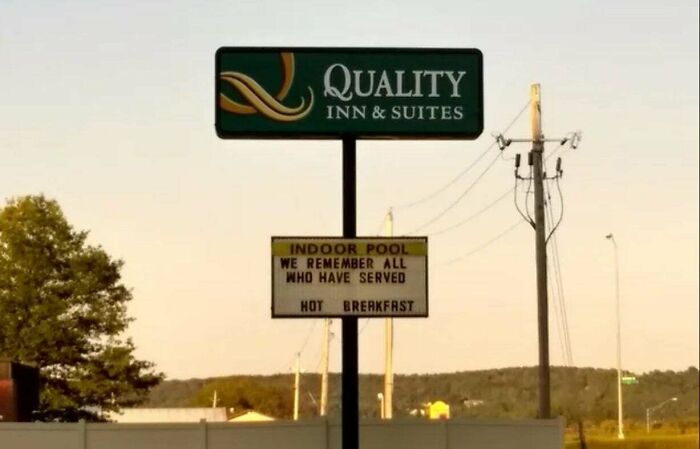 QUALITY
INN & SUITES
INDOOR POOL
WE REMEMBER ALL
WHO HAVE SERVED
HOT BREAKFAST